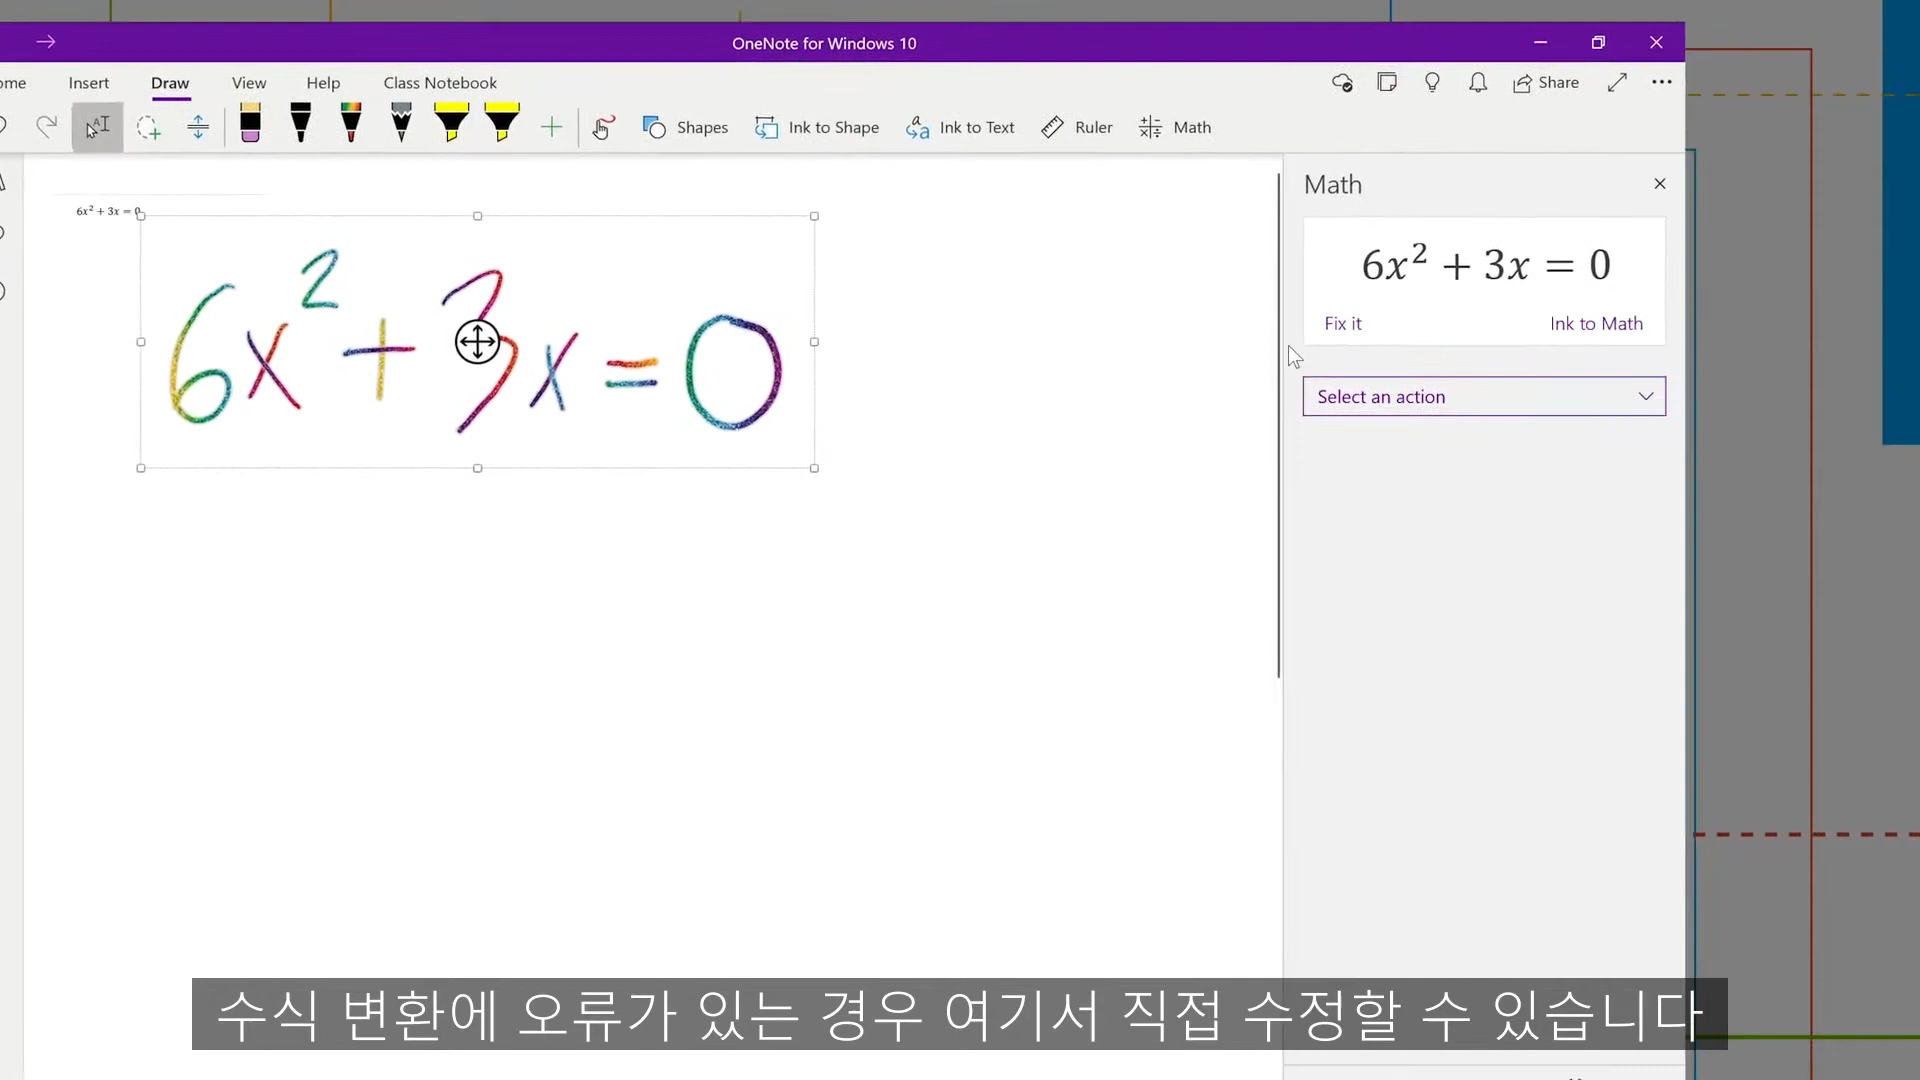 OneNote for Windows 10
Insert Draw View Help Class Notebook Share
Shapes Ink to Shape Ink to Text Ruler Math
6x² + 3x = 0
6x² + 3x = 0
Math
6x² + 3x = 0
Fix it Ink to Math
Select an action
수식 변환에 오류가 있는 경우 여기서 직접 수정할 수 있습니다